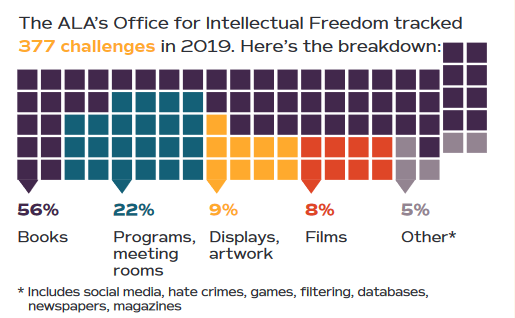 The ALA's Office for Intellectual Freedom tracked
377 challenges in 2019. Here's the breakdown:
56% 22% 9% 8% 5%
Books Programs, Displays, Films Other*
meeting artwork
rooms
* Includes social media, hate crimes, games, filtering, databases,
newspapers, magazines